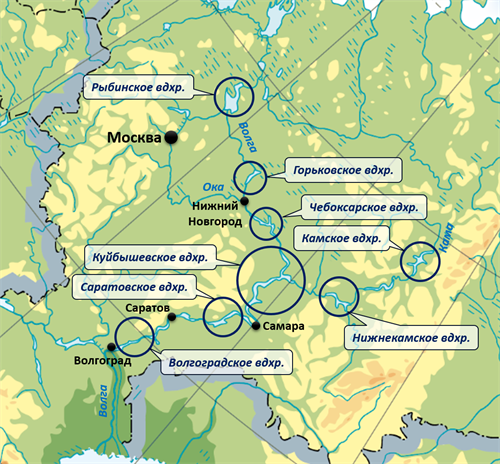 Рыбинское вдхр.
Волга
Москва
Горьковское вдхр.
Ока
Нижний
Новгород
Чебоксарское вдхр.
Камское вдхр.
Кама
Куйбышевское вдхр.
Саратовское вдхр.
Саратов
Самара
Нижнекамское вдхр.
Волгоград
Волгоградское вдхр.
Волга